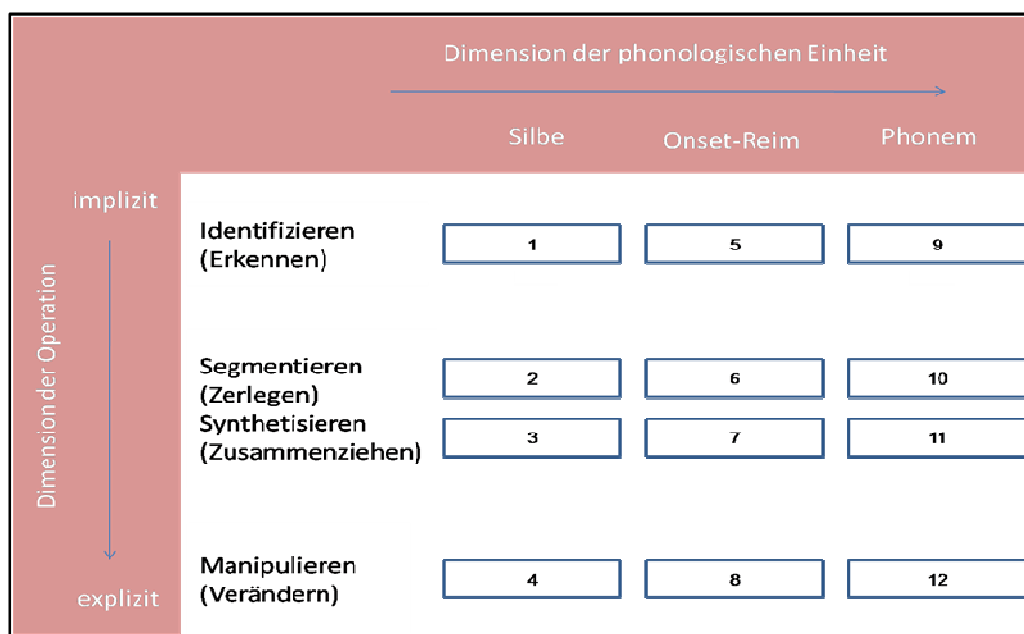 Dimension der phonologischen Einheit
Silbe Onset-Reim Phonem
implizit
Dimension der Operation
Identifizieren 1 5 9
(Erkennen)
Segmentieren 2 6 10
(Zerlegen)
Synthetisieren 3 7 11
(Zusammenziehen)
Manipulieren 4 8 12
(Verändern)
explizit